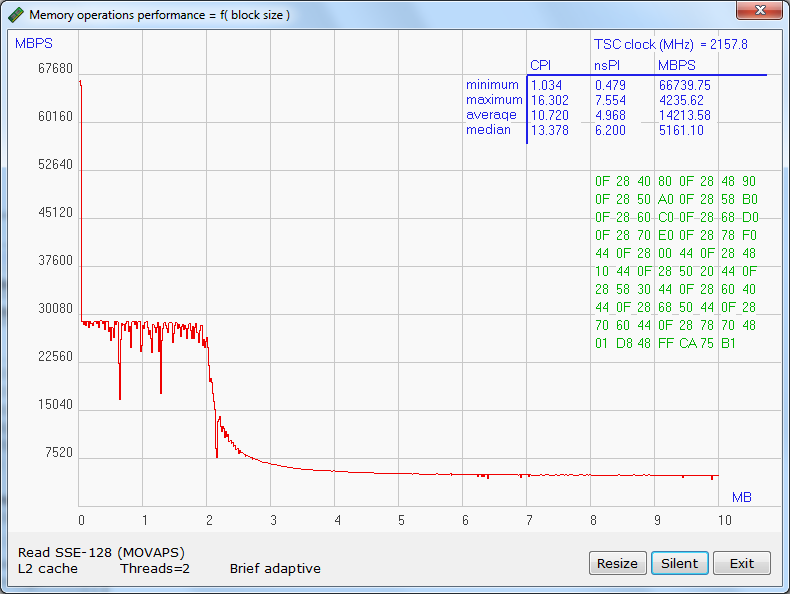 Memory operations performance = f( block size )
MBPS
TSC clock (MHz) = 2157.8
CPI nsPI MBPS
minimum 1.034 0.479 66739.75
maximum 16.302 7.554 4235.62
average 10.720 4.968 14213.58
median 13.378 6.200 5161.10
67680
60160
52640
45120
37600
30080
22560
15040
7520
0F 28 40 80 0F 28 48 90
0F 28 50 A0 0F 28 58 B0
0F 28 60 C0 0F 28 68 D0
0F 28 70 E0 0F 28 78 F0
44 0F 28 00 44 0F 28 48
10 44 0F 28 50 20 44 0F
28 58 30 44 0F 28 60 40
44 0F 28 68 50 44 0F 28
70 60 44 0F 28 78 70 48
01 D8 48 FF CA 75 B1
MB
0 1 2 3 4 5 6 7 8 9 10
Read SSE-128 (MOVAPS)
L2 cache Threads=2 Brief adaptive
Resize Silent Exit